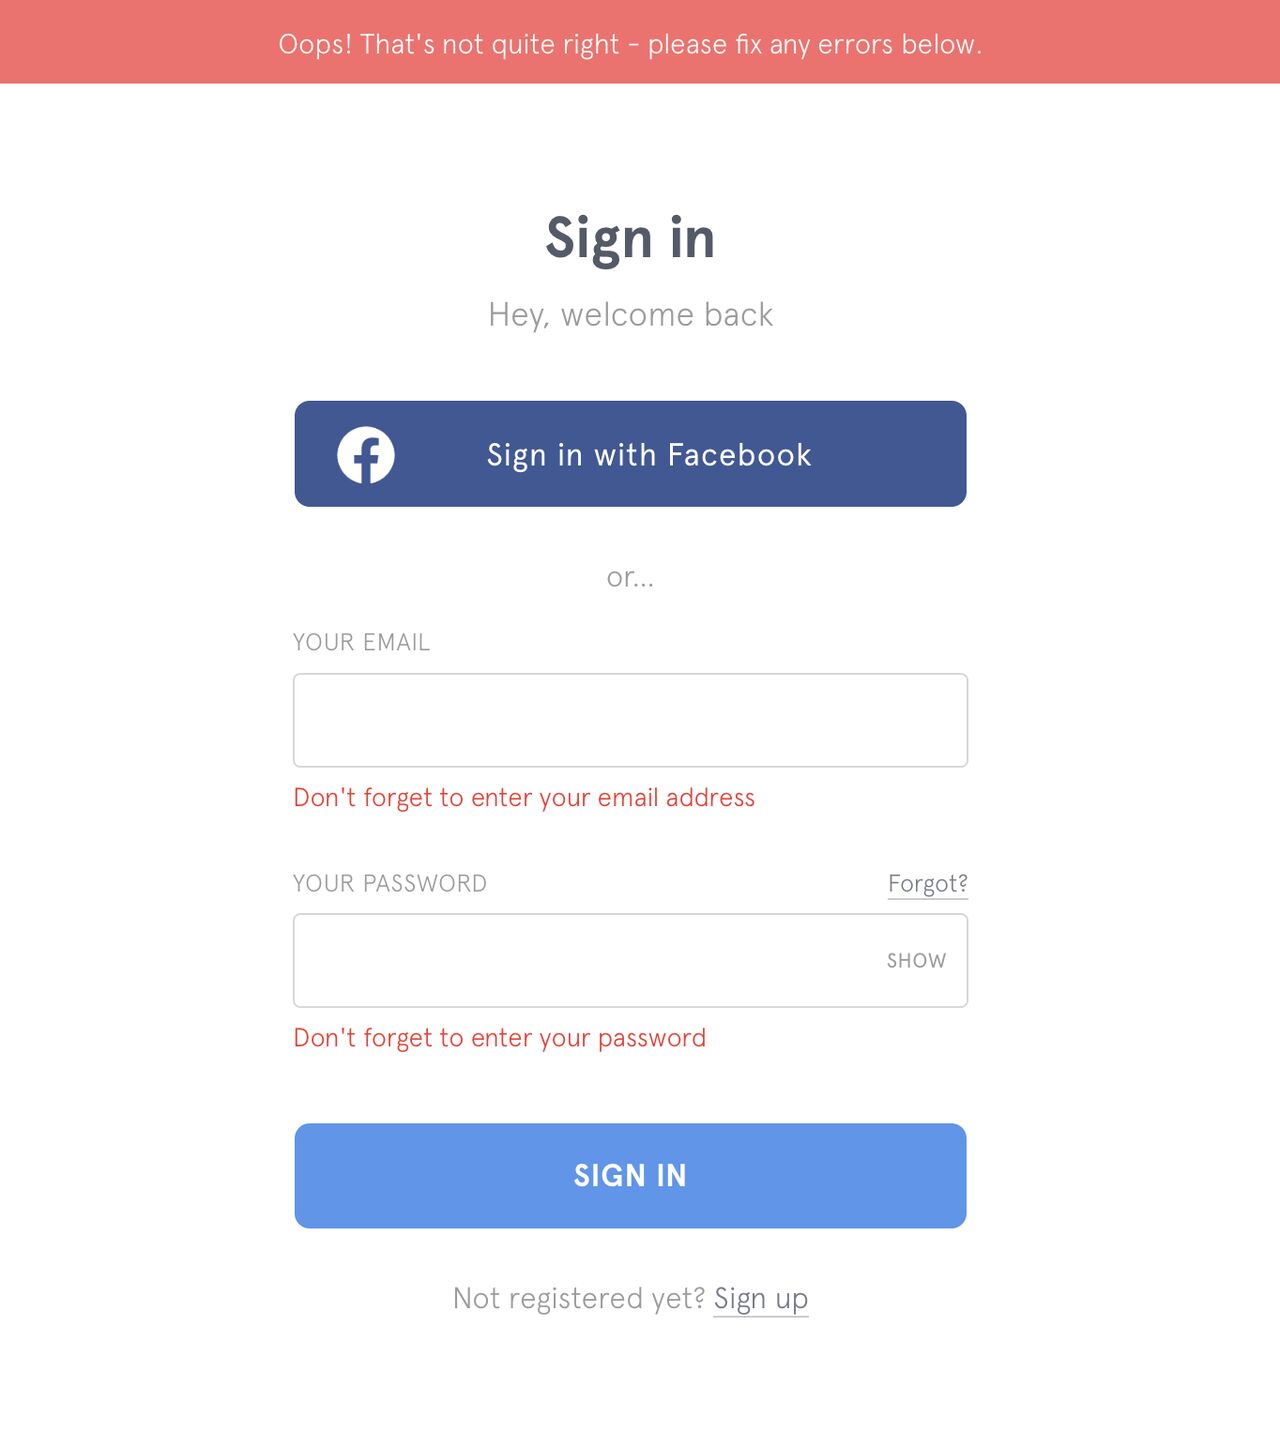 Oops! That's not quite right - please fix any errors below.
Sign in
Hey, welcome back
Sign in with Facebook
or...
YOUR EMAIL
Don't forget to enter your email address
YOUR PASSWORD Forgot?
SHOW
Don't forget to enter your password
SIGN IN
Not registered yet? Sign up